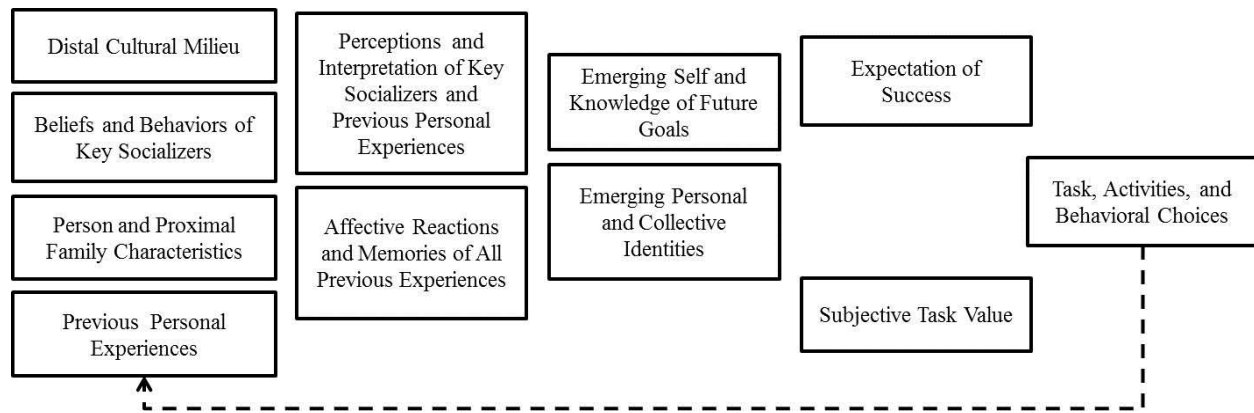 Distal Cultural Milieu
Beliefs and Behaviors of
Key Socializers
Person and Proximal
Family Characteristics
Previous Personal
Experiences
Perceptions and
Interpretation of Key
Socializers and
Previous Personal
Experiences
Affective Reactions
and Memories of All
Previous Experiences
Emerging Self and
Knowledge of Future
Goals
Emerging Personal
and Collective
Identities
Expectation of
Success
Subjective Task Value
Task, Activities, and
Behavioral Choices